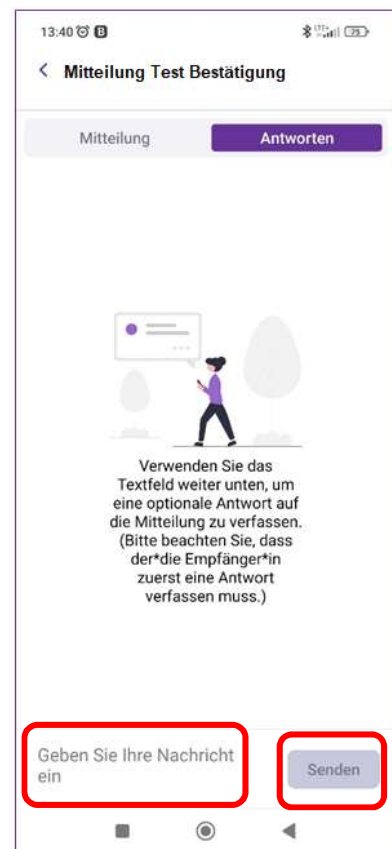 13:40 B
Mitteilung Test Bestätigung
Mitteilung Antworten
Verwenden Sie das
Textfeld weiter unten, um
eine optionale Antwort auf
die Mitteilung zu verfassen.
(Bitte beachten Sie, dass
der*die Empfänger*in
zuerst eine Antwort
verfassen muss.)
Geben Sie Ihre Nachricht
ein
Senden